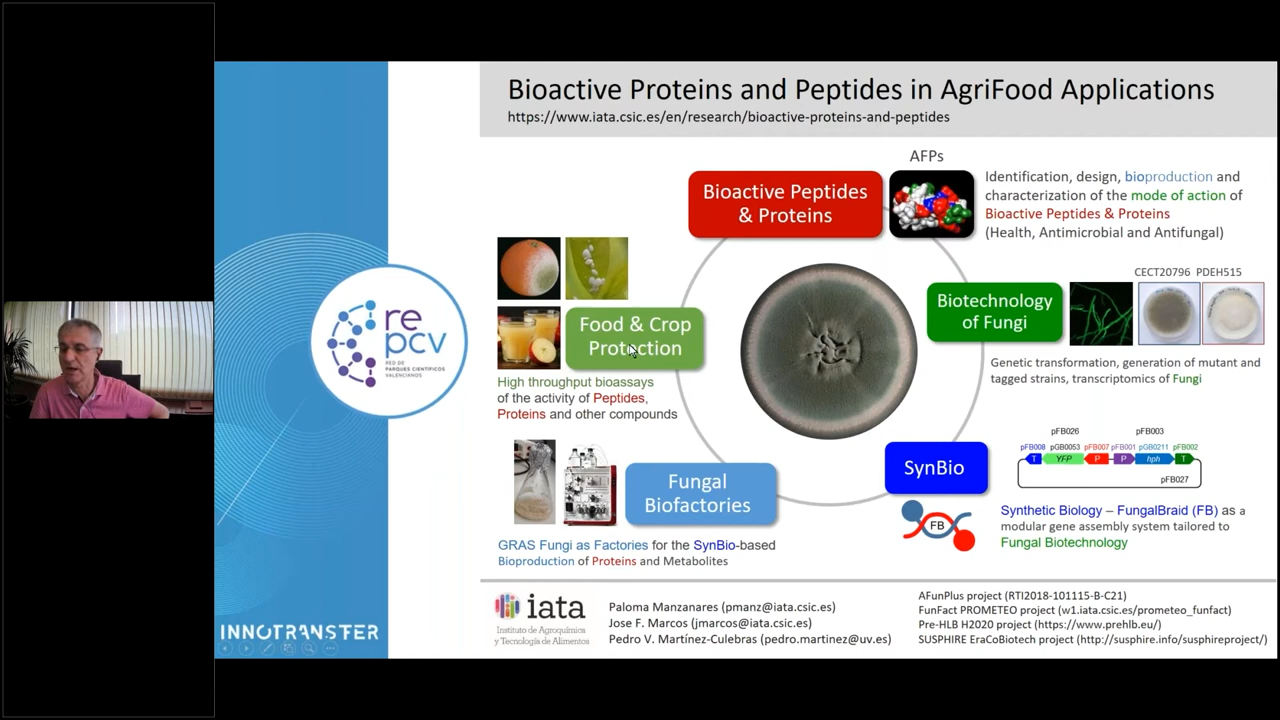 Bioactive Proteins and Peptides in AgriFood Applications
https://www.iata.csic.es/en/research/bioactive-proteins-and-peptides
AFPs
Bioactive Peptides
& Proteins
Identification, design, bioproduction and
characterization of the mode of action of
Bioactive Peptides & Proteins
(Health, Antimicrobial and Antifungal)
CECT20796 PDEH515
Biotechnology
of Fungi
Genetic transformation, generation of mutant and
tagged strains, transcriptomics of Fungi
Food & Crop
Protection
High throughput bioassays
of the activity of Peptides,
Proteins and other compounds
re
pcv
RED DE
PARQUES CIENTÍFICOS
VALENCIANOS
pFB026 pFB003
pFB008 pGB0053 pFB007 pFB001 pGB0211 pFB002
T YFP P P hph T
pFB027
SynBio
FB
Synthetic Biology – FungalBraid (FB) as a
modular gene assembly system tailored to
Fungal Biotechnology
Fungal
Biofactories
GRAS Fungi as Factories for the SynBio-based
Bioproduction of Proteins and Metabolites
INNOTRANSFER
iata
Instituto de Agroquímica
y Tecnología de Alimentos
Paloma Manzanares (pmanz@iata.csic.es)
Jose F. Marcos (jmarcos@iata.csic.es)
Pedro V. Martínez-Culebras (pedro.martinez@uv.es)
AFunPlus project (RTI2018-101115-B-C21)
FunFact PROMETEO project (w1.iata.csic.es/prometeo_funfact)
Pre-HLB H2020 project (https://www.prehlb.eu/)
SUSPHIRE EraCoBiotech project (http://susphire.info/susphireproject/)